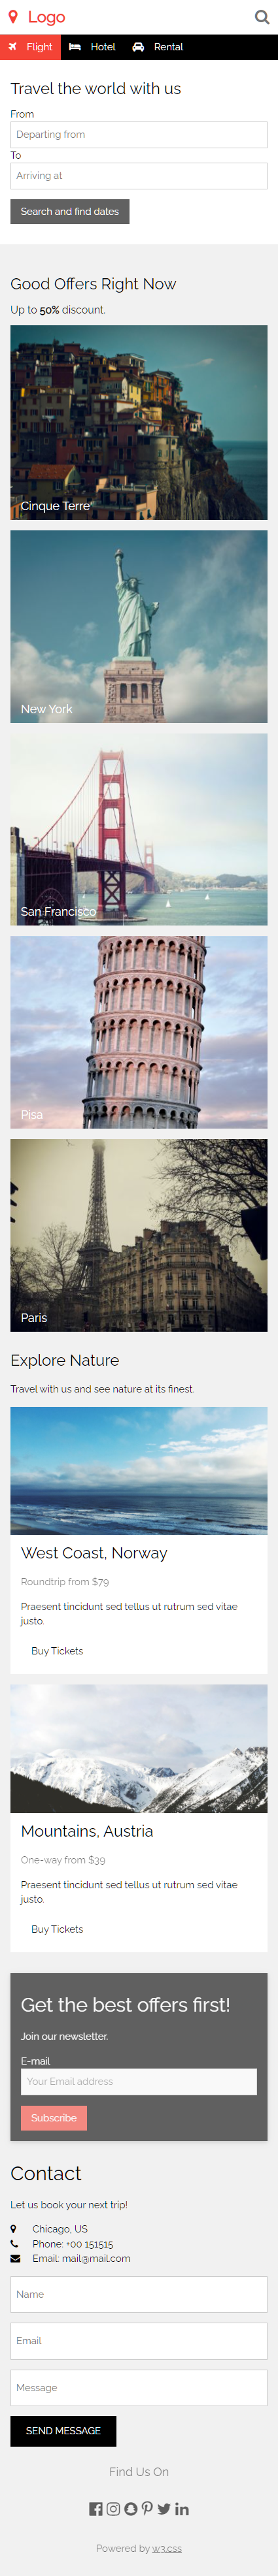 Logo
Flight Hotel Rental
Travel the world with us
From
Departing from
To
Arriving at
Search and find dates
Good Offers Right Now
Up to 50% discount.
Cinque Terre
New York
San Francisco
Pisa
Paris
Explore Nature
Travel with us and see nature at its finest.
West Coast, Norway
Roundtrip from $79
Praesent tincidunt sed tellus ut rutrum sed vitae
justo.
Buy Tickets
Mountains, Austria
One-way from $39
Praesent tincidunt sed tellus ut rutrum sed vitae
justo.
Buy Tickets
Get the best offers first!
Join our newsletter.
E-mail
Your Email address
Subscribe
Contact
Let us book your next trip!
Chicago, US
Phone: +00 151515
Email: mail@mail.com
Name
Email
Message
SEND MESSAGE
Find Us On
Powered by w3.css